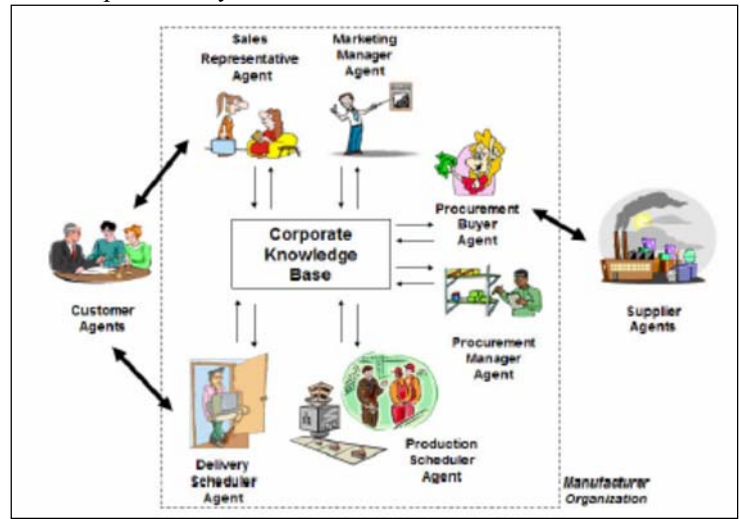 Sales
Representative
Agent
Marketing
Manager
Agent
Procurement
Buyer
Agent
Corporate
Knowledge
Base
Customer
Agents
Supplier
Agents
Procurement
Manager
Agent
Delivery
Scheduler
Agent
Production
Scheduler
Agent
Manufacturer
Organization